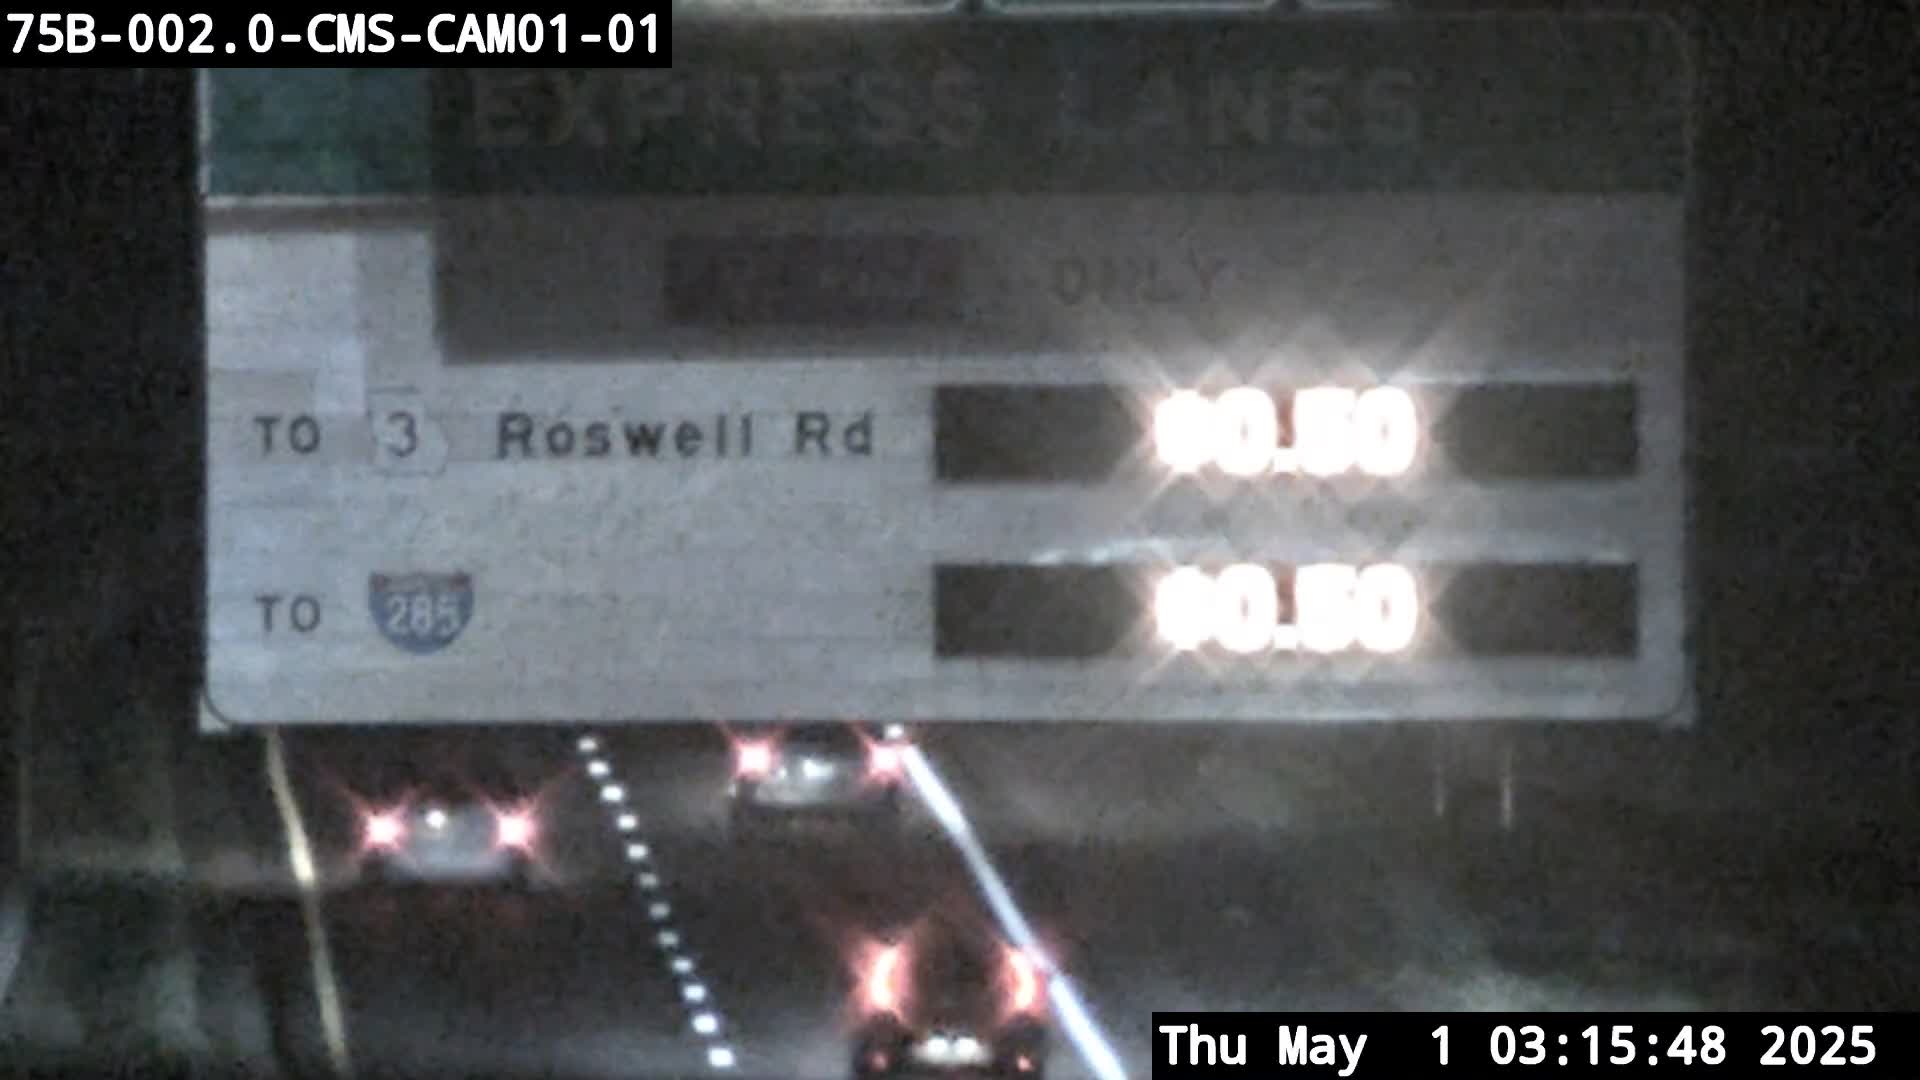 75B-002.0-CMS-CAM01-01
EXPRESS LANES
ONLY
TO 3 Roswell Rd $0.50
TO 285 $0.50
Thu May 1 03:15:48 2025